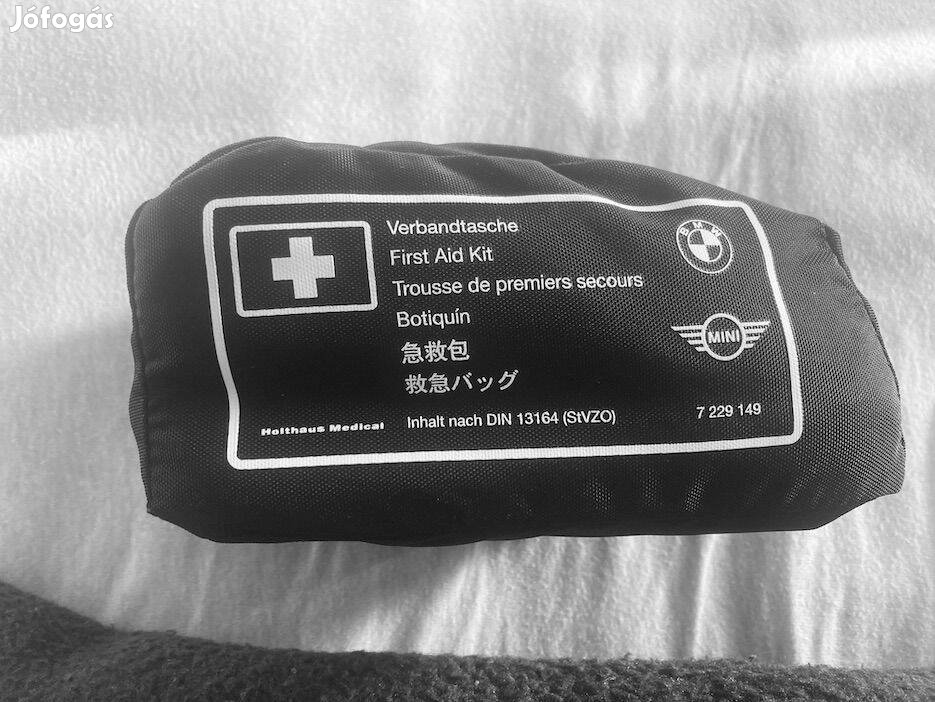 Jófogás
Verbandtasche
First Aid Kit
Trousse de premiers secours
Botiquín
急救包
救急バッグ
BMW
MINI
Holthaus Medical
Inhalt nach DIN 13164 (StVZO)
7 229 149